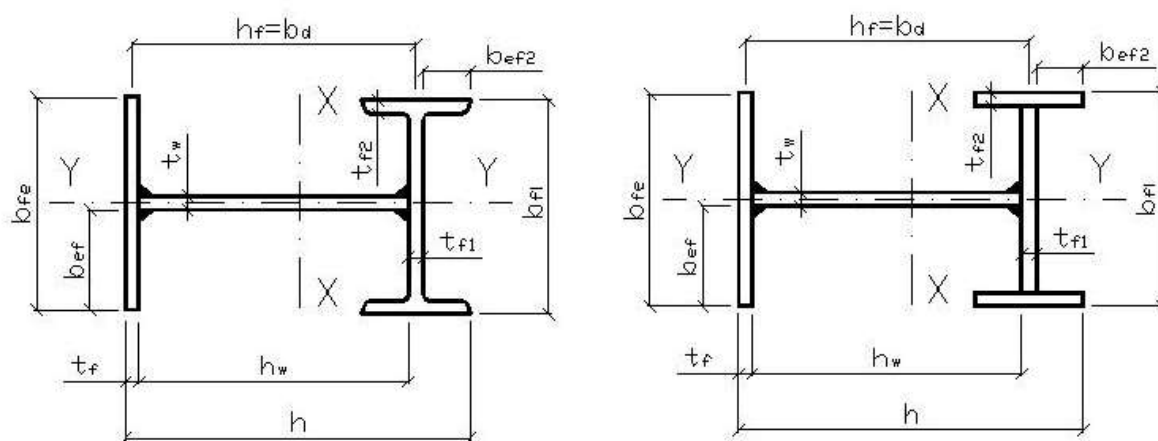 hf=bd
bef2
X
Y
tw
tf2
Y
bfe
bf1
bef
tf1
X
tf
hw
h
hf=bd
bef2
X
Y
tw
tf2
Y
bfe
bf1
bef
tf1
X
tf
hw
h